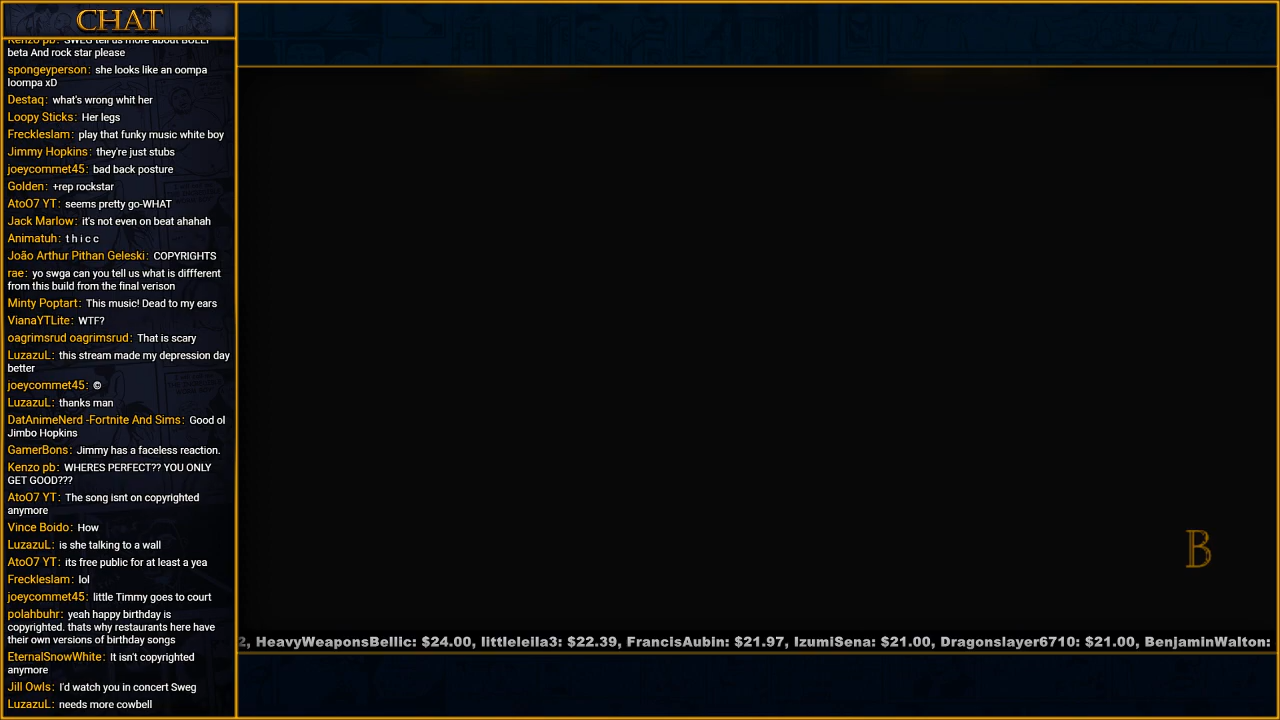 CHAT
Kenzo pb: SWEG tell us more about BULLY
beta And rock star please
spongeyperson: she looks like an oompa
loompa xD
Destaq: what's wrong whit her
Loopy Sticks: Her legs
Freckleslam: play that funky music white boy
Jimmy Hopkins: they're just stubs
joeycommet45: bad back posture
Golden: +rep rockstar
AtoO7 YT: seems pretty go-WHAT
Jack Marlow: it's not even on beat ahahah
Animatuh: t h i c c
João Arthur Pithan Geleski: COPYRIGHTS
rae: yo swga can you tell us what is diffferent
from this build from the final verison
Minty Poptart: This music! Dead to my ears
VianaYTLite: WTF?
oagrimsrud oagrimsrud: That is scary
LuzazuL: this stream made my depression day
better
joeycommet45: ©
LuzazuL: thanks man
DatAnimeNerd -Fortnite And Sims: Good ol
Jimbo Hopkins
GamerBons: Jimmy has a faceless reaction.
Kenzo pb: WHERES PERFECT?? YOU ONLY
GET GOOD???
AtoO7 YT: The song isnt on copyrighted
anymore
Vince Boido: How
LuzazuL: is she talking to a wall
AtoO7 YT: its free public for at least a yea
Freckleslam: lol
joeycommet45: little Timmy goes to court
polahbuhr: yeah happy birthday is
copyrighted. thats why restaurants here have
their own versions of birthday songs
EternalSnowWhite: It isn't copyrighted
anymore
Jill Owls: I'd watch you in concert Sweg
LuzazuL: needs more cowbell
B
2, HeavyWeaponsBellic: $24.00, littleleila3: $22.39, FrancisAubin: $21.97, IzumiSena: $21.00, Dragonslayer6710: $21.00, BenjaminWalton: